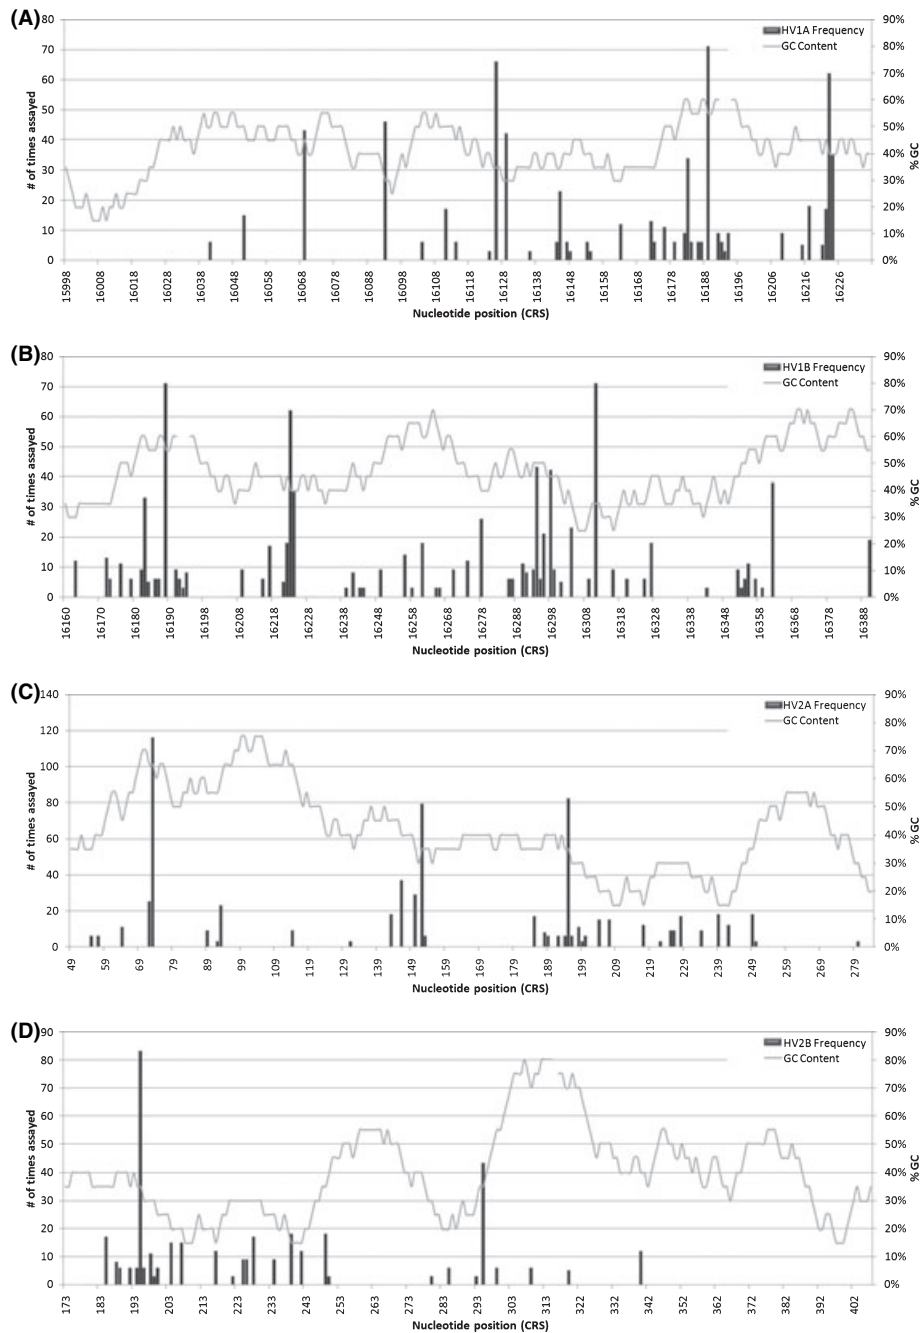 (A)
80
70
60
50
40
30
20
10
0
# of times assayed
90%
80%
70%
60%
50%
40%
30%
20%
10%
0%
% GC
HV1A Frequency
GC Content
15998 16008 16018 16028 16038 16048 16058 16068 16078 16088 16098 16108 16118 16128 16138 16148 16158 16168 16178 16188 16196 16206 16216 16226
Nucleotide position (CRS)
(B)
80
70
60
50
40
30
20
10
0
# of times assayed
90%
80%
70%
60%
50%
40%
30%
20%
10%
0%
% GC
HV1B Frequency
GC Content
16160 16170 16180 16190 16198 16208 16218 16228 16238 16248 16258 16268 16278 16288 16298 16308 16318 16328 16338 16348 16358 16368 16378 16388
Nucleotide position (CRS)
(C)
140
120
100
80
60
40
20
0
# of times assayed
90%
80%
70%
60%
50%
40%
30%
20%
10%
0%
% GC
HV2A Frequency
GC Content
49 59 69 79 89 99 109 119 129 139 149 159 169 179 189 199 209 219 229 239 249 259 269 279
Nucleotide position (CRS)
(D)
90
80
70
60
50
40
30
20
10
0
# of times assayed
90%
80%
70%
60%
50%
40%
30%
20%
10%
0%
% GC
HV2B Frequency
GC Content
173 183 193 203 213 223 233 243 253 263 273 283 293 303 313 322 332 342 352 362 372 382 392 402
Nucleotide position (CRS)